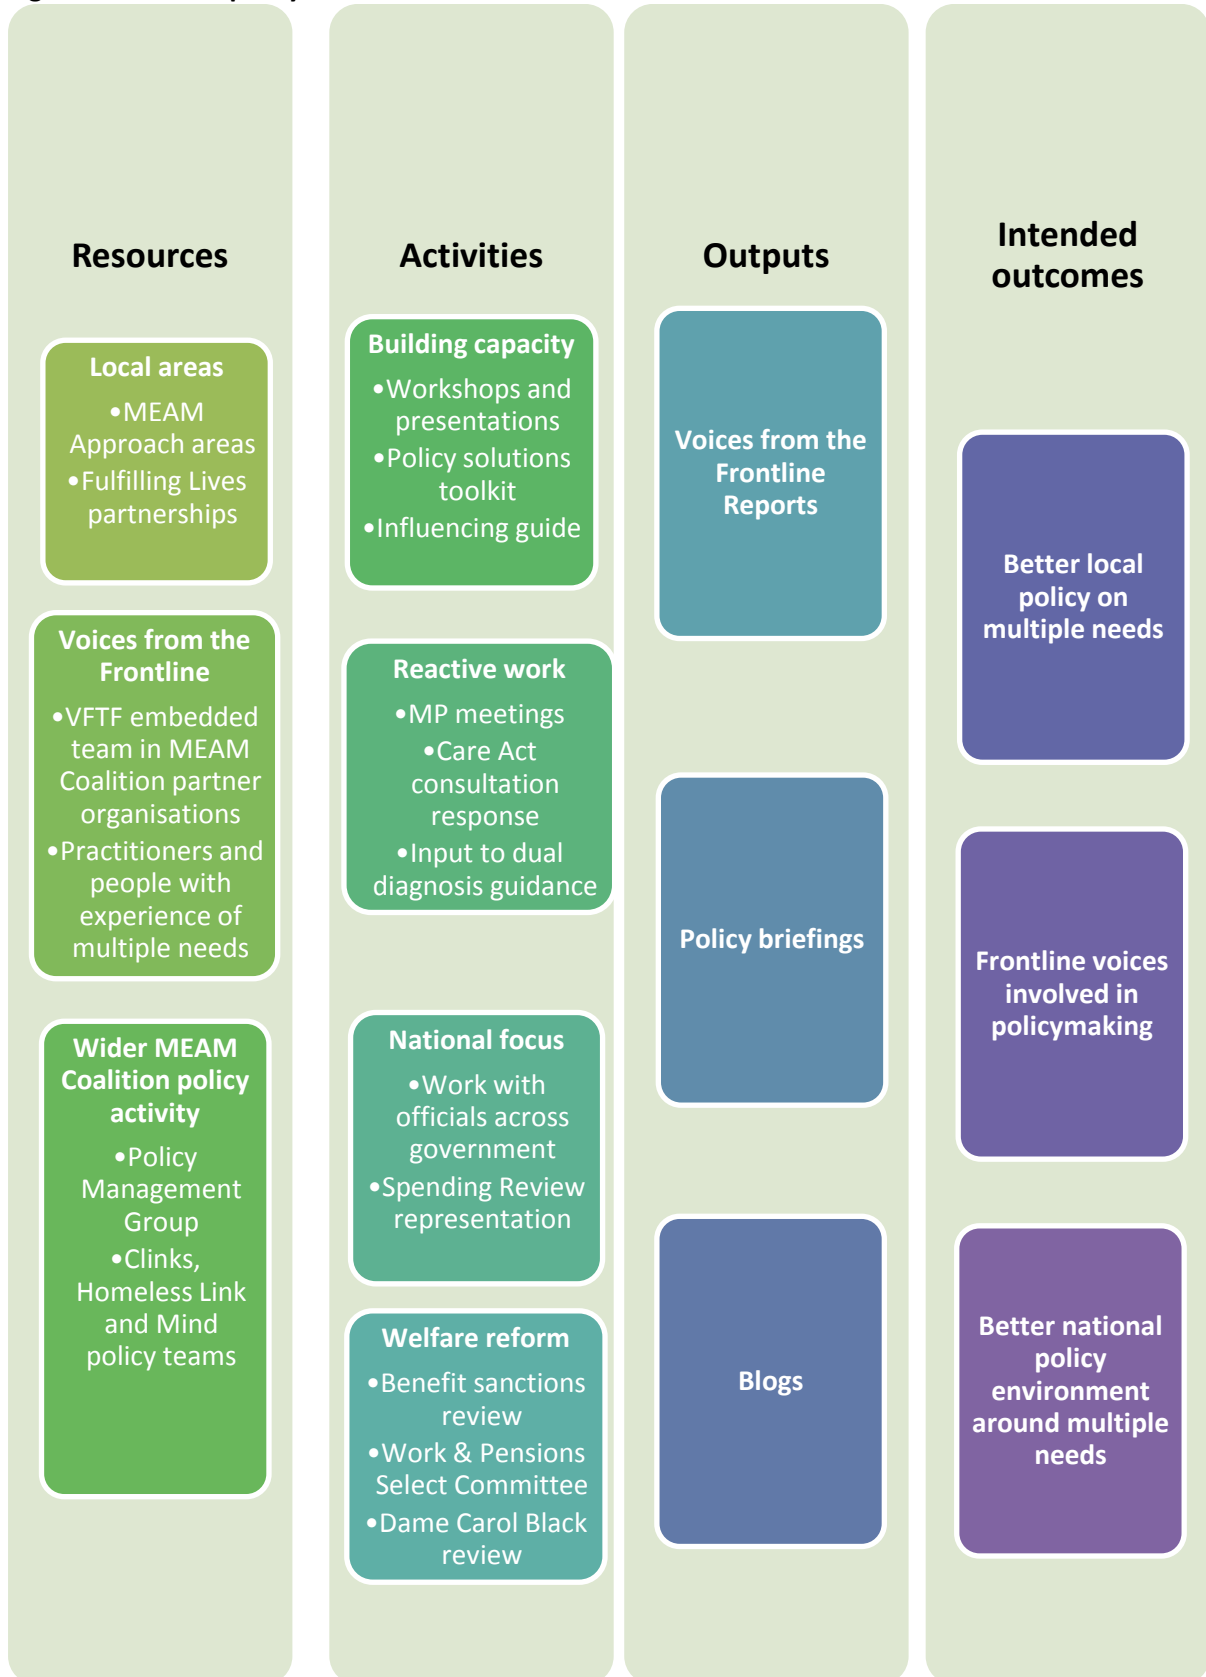 Resources
Local areas
•MEAM
Approach areas
•Fulfilling Lives
partnerships
Voices from the
Frontline
•VFTF embedded
team in MEAM
Coalition partner
organisations
•Practitioners and
people with
experience of
multiple needs
Wider MEAM
Coalition policy
activity
•Policy
Management
Group
•Clinks,
Homeless Link
and Mind
policy teams
Activities
Building capacity
•Workshops and
presentations
•Policy solutions
toolkit
•Influencing guide
Reactive work
•MP meetings
•Care Act
consultation
response
•Input to dual
diagnosis guidance
National focus
•Work with
officials across
government
•Spending Review
representation
Welfare reform
•Benefit sanctions
review
•Work & Pensions
Select Committee
•Dame Carol Black
review
Outputs
Voices from the
Frontline
Reports
Policy briefings
Blogs
Intended
outcomes
Better local
policy on
multiple needs
Frontline voices
involved in
policymaking
Better national
policy
environment
around multiple
needs